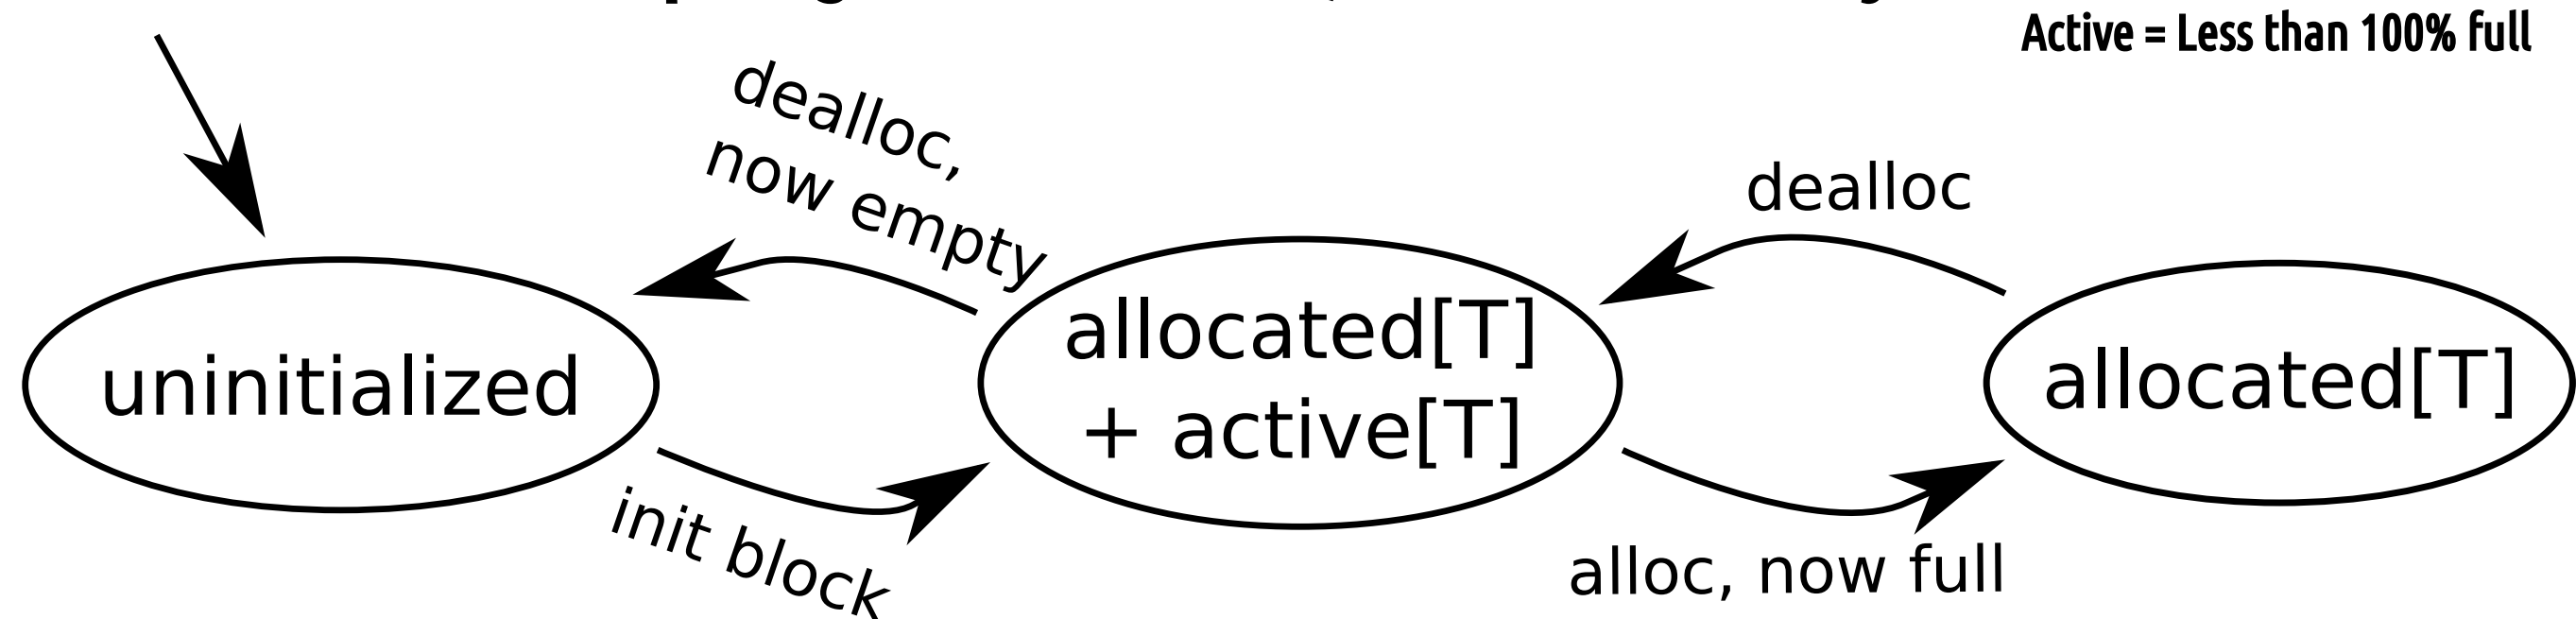 Active = Less than 100% full
dealloc,
now empty
dealloc
uninitialized
allocated[T]
+ active[T]
allocated[T]
init block
alloc, now full